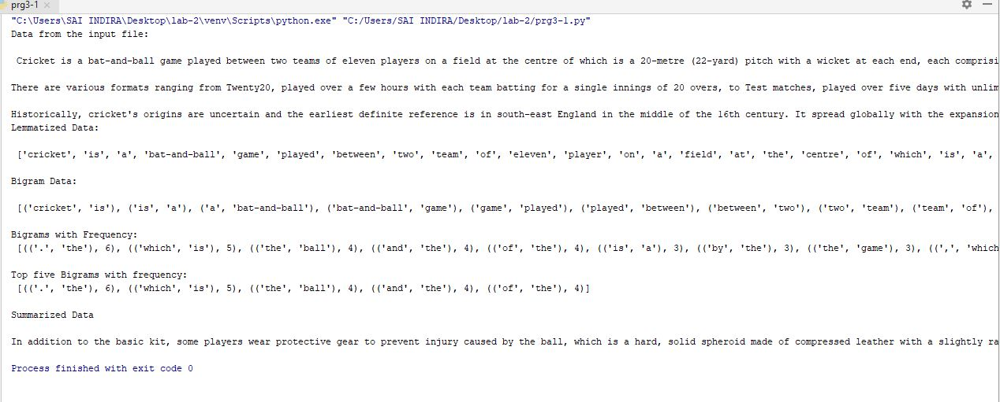 prg3-1
"C:\Users\SAI INDIRA\Desktop\lab-2\venv\Scripts\python.exe" "C:/Users/SAI INDIRA/Desktop/lab-2/prg3-1.py"
Data from the input file:
Cricket is a bat-and-ball game played between two teams of eleven players on a field at the centre of which is a 20-metre (22-yard) pitch with a wicket at each end, each comprisi
There are various formats ranging from Twenty20, played over a few hours with each team batting for a single innings of 20 overs, to Test matches, played over five days with unlim
Historically, cricket's origins are uncertain and the earliest definite reference is in south-east England in the middle of the 16th century. It spread globally with the expansion
Lemmatized Data:
['cricket', 'is', 'a', 'bat-and-ball', 'game', 'played', 'between', 'two', 'team', 'of', 'eleven', 'player', 'on', 'a', 'field', 'at', 'the', 'centre', 'of', 'which', 'is', 'a',
Bigram Data:
[('cricket', 'is'), ('is', 'a'), ('a', 'bat-and-ball'), ('bat-and-ball', 'game'), ('game', 'played'), ('played', 'between'), ('between', 'two'), ('two', 'team'), ('team', 'of'),
Bigrams with Frequency:
[(('.', 'the'), 6), (('which', 'is'), 5), (('the', 'ball'), 4), (('and', 'the'), 4), (('of', 'the'), 4), (('is', 'a'), 3), (('by', 'the'), 3), (('the', 'game'), 3), ((',', 'which
Top five Bigrams with frequency:
[(('.', 'the'), 6), (('which', 'is'), 5), (('the', 'ball'), 4), (('and', 'the'), 4), (('of', 'the'), 4)]
Summarized Data
In addition to the basic kit, some players wear protective gear to prevent injury caused by the ball, which is a hard, solid spheroid made of compressed leather with a slightly ra
Process finished with exit code 0